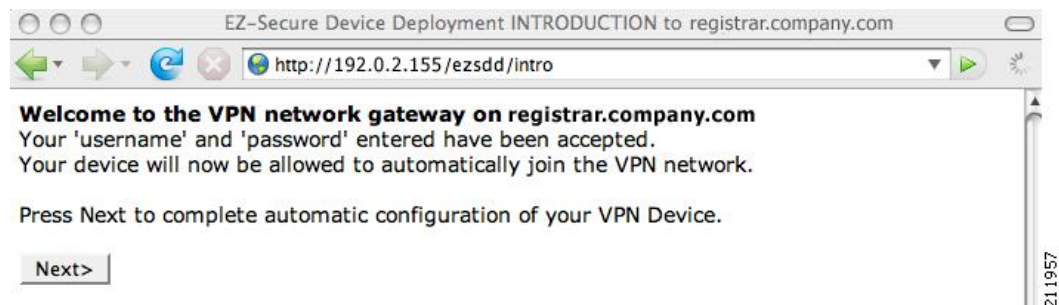 EZ-Secure Device Deployment INTRODUCTION to registrar.company.com
http://192.0.2.155/ezsdd/intro
Welcome to the VPN network gateway on registrar.company.com
Your 'username' and 'password' entered have been accepted.
Your device will now be allowed to automatically join the VPN network.
Press Next to complete automatic configuration of your VPN Device.
Next>
211957